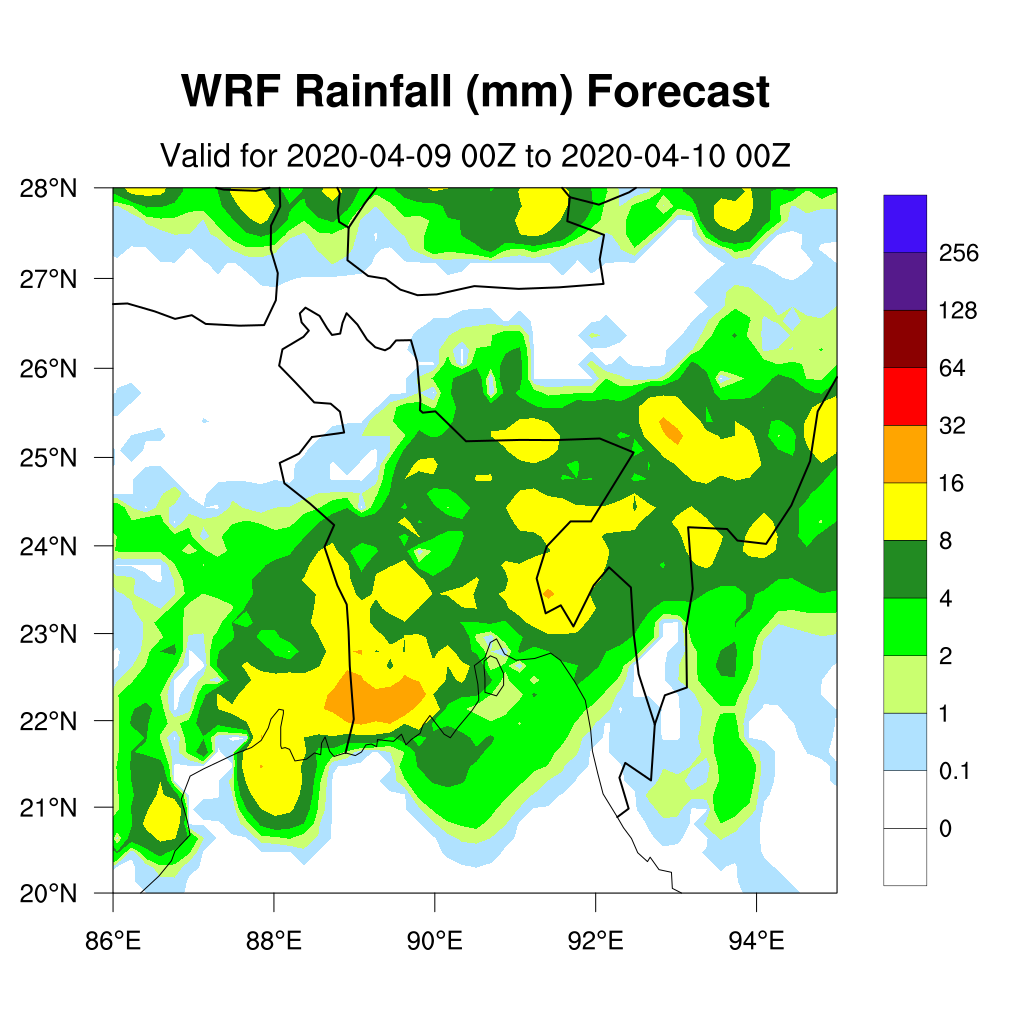 WRF Rainfall (mm) Forecast
Valid for 2020-04-09 00Z to 2020-04-10 00Z
28°N
27°N
26°N
25°N
24°N
23°N
22°N
21°N
20°N
86°E 88°E 90°E 92°E 94°E
256
128
64
32
16
8
4
2
1
0.1
0